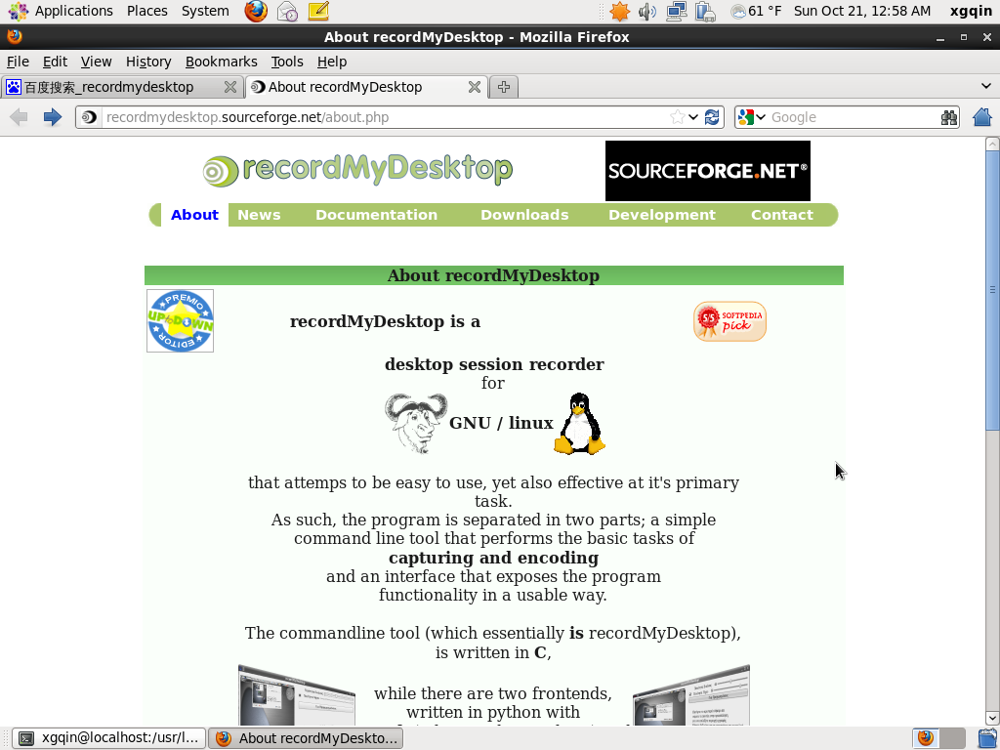 Applications Places System 61 °F Sun Oct 21, 12:58 AM xgqin
About recordMyDesktop - Mozilla Firefox
File Edit View History Bookmarks Tools Help
百度搜索_recordmydesktop About recordMyDesktop
recordmydesktop.sourceforge.net/about.php Google
recordMyDesktop SOURCEFORGE.NET®
About News Documentation Downloads Development Contact
About recordMyDesktop
PREMIO
UPtoDOWN
EDITOR
recordMyDesktop is a
5/5 SOFTPEDIA
pick
desktop session recorder
for
GNU / linux
that attemps to be easy to use, yet also effective at it's primary
task.
As such, the program is separated in two parts; a simple
command line tool that performs the basic tasks of
capturing and encoding
and an interface that exposes the program
functionality in a usable way.
The commandline tool (which essentially is recordMyDesktop),
is written in C,
while there are two frontends,
written in python with
xgqin@localhost:/usr/l... About recordMyDeskto...